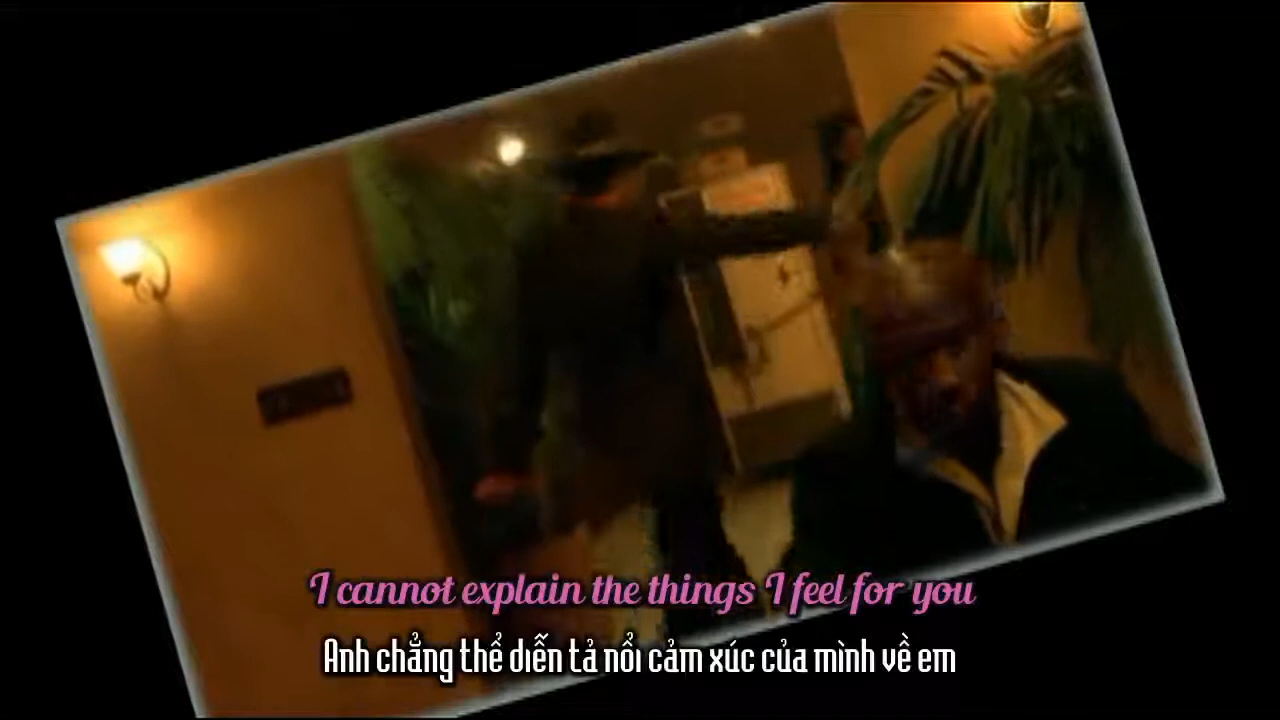 I cannot explain the things I feel for you
Anh chẳng thể diễn tả nổi cảm xúc của mình về em